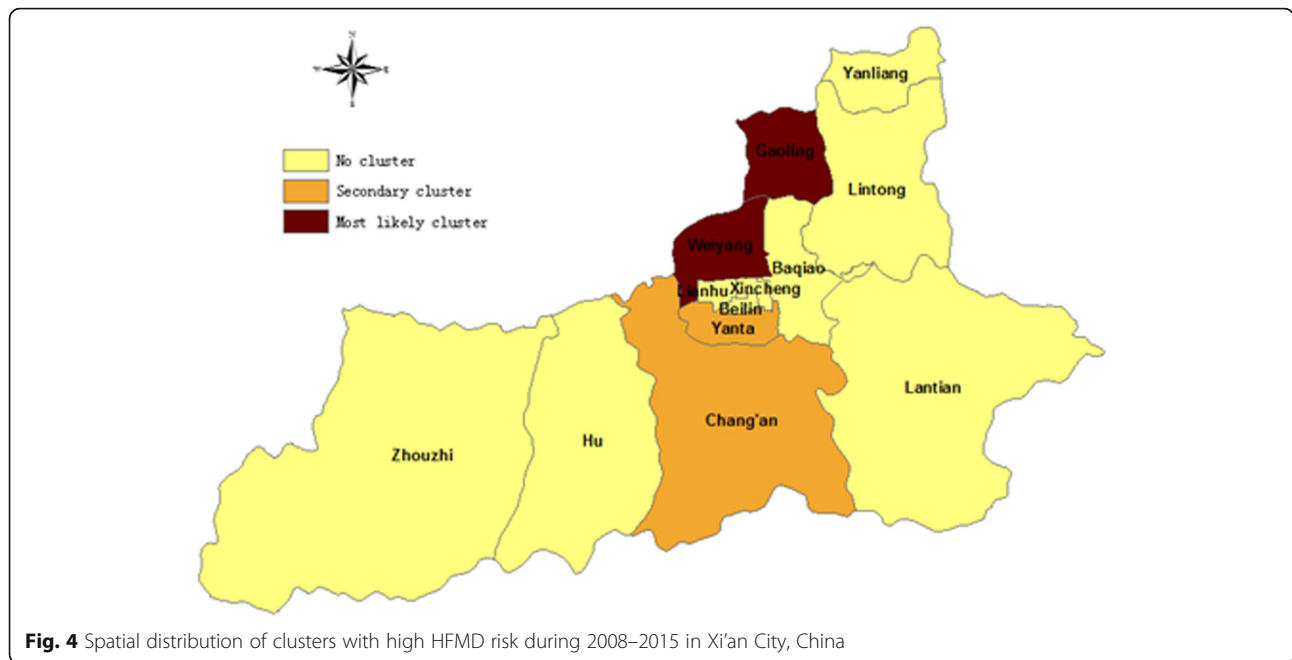 N
W E
S
No cluster
Secondary cluster
Most likely cluster
Yanliang
Gaoling
Lintong
Weiyang
Baqiao
Lianhu Xincheng
Beilin
Yanta
Lantian
Chang'an
Hu
Zhouzhi
Fig. 4 Spatial distribution of clusters with high HFMD risk during 2008–2015 in Xi'an City, China